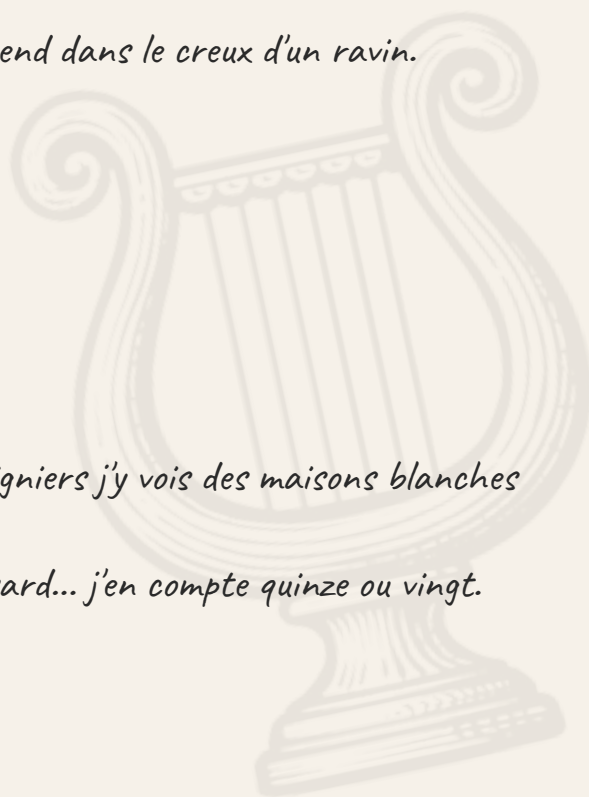 end dans le creux d'un ravin.
gniers j'y vois des maisons blanches
ard... j'en compte quinze ou vingt.